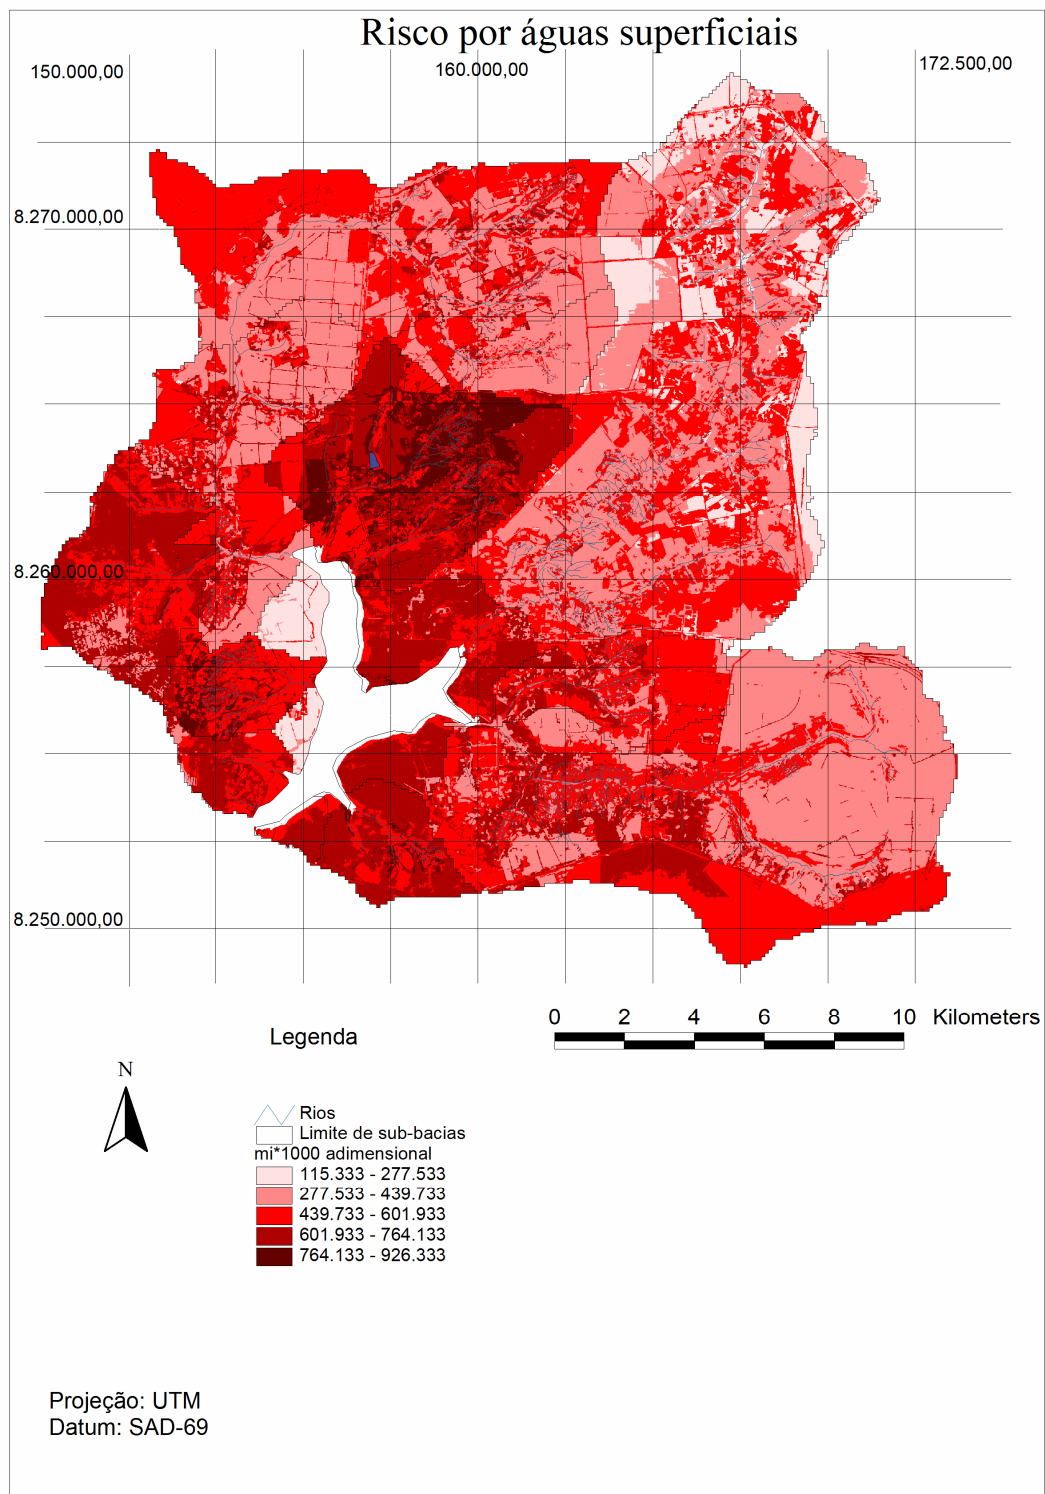 Risco por águas superficiais
150.000,00
160.000,00
172.500,00
8.270.000,00
8.260.000,00
8.250.000,00
0 2 4 6 8 10 Kilometers
Legenda
N
Rios
Limite de sub-bacias
mi*1000 adimensional
115.333 - 277.533
277.533 - 439.733
439.733 - 601.933
601.933 - 764.133
764.133 - 926.333
Projeção: UTM
Datum: SAD-69